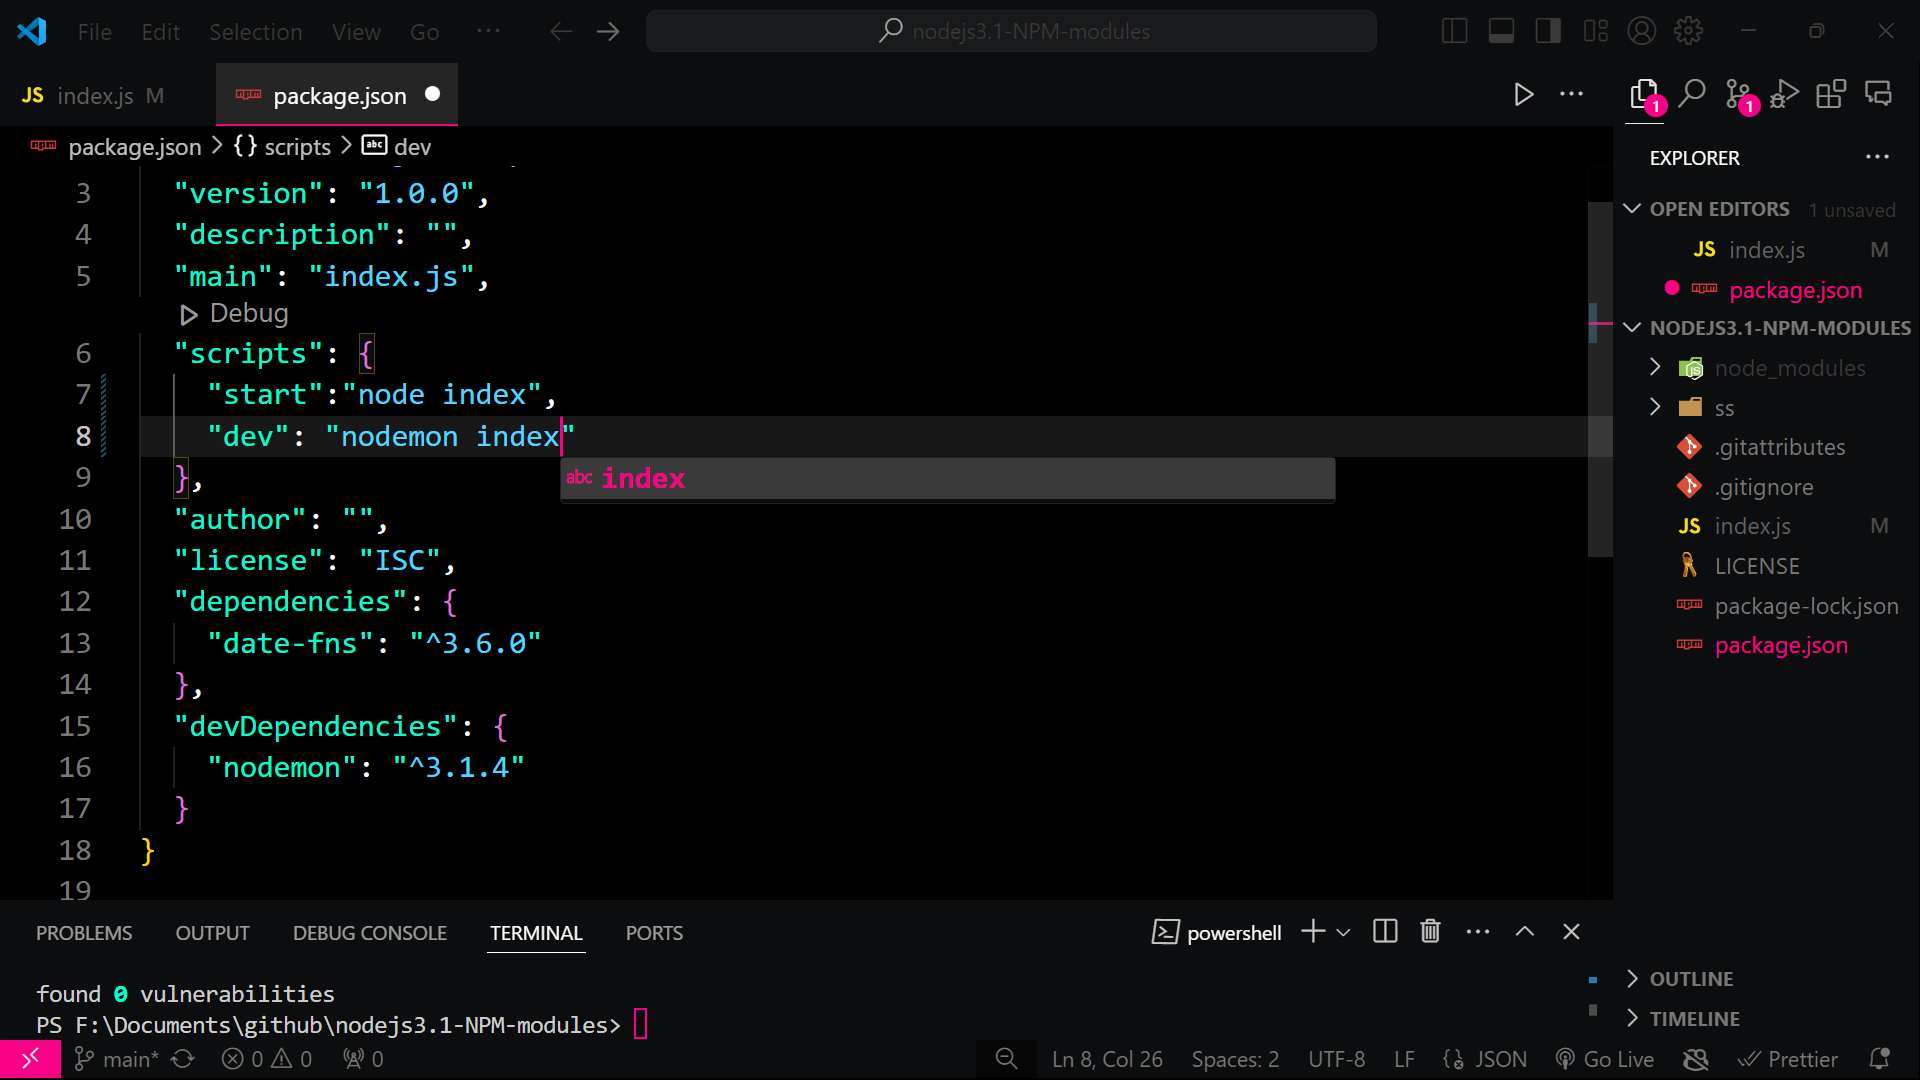 File Edit Selection View Go ···
nodejs3.1-NPM-modules
JS index.js M
package.json
package.json > {} scripts > abc dev
3 "version": "1.0.0",
4 "description": "",
5 "main": "index.js",
Debug
6 "scripts": {
7 "start":"node index",
8 "dev": "nodemon index"
abc index
9 },
10 "author": "",
11 "license": "ISC",
12 "dependencies": {
13 "date-fns": "^3.6.0"
14 },
15 "devDependencies": {
16 "nodemon": "^3.1.4"
17 }
18 }
19
1
1
EXPLORER
OPEN EDITORS 1 unsaved
JS index.js M
package.json
NODEJS3.1-NPM-MODULES
node_modules
ss
.gitattributes
.gitignore
JS index.js M
LICENSE
package-lock.json
package.json
OUTLINE
TIMELINE
PROBLEMS OUTPUT DEBUG CONSOLE TERMINAL PORTS
powershell
found 0 vulnerabilities
PS F:\Documents\github\nodejs3.1-NPM-modules>
main* 0 0 0
Ln 8, Col 26 Spaces: 2 UTF-8 LF JSON Go Live Prettier